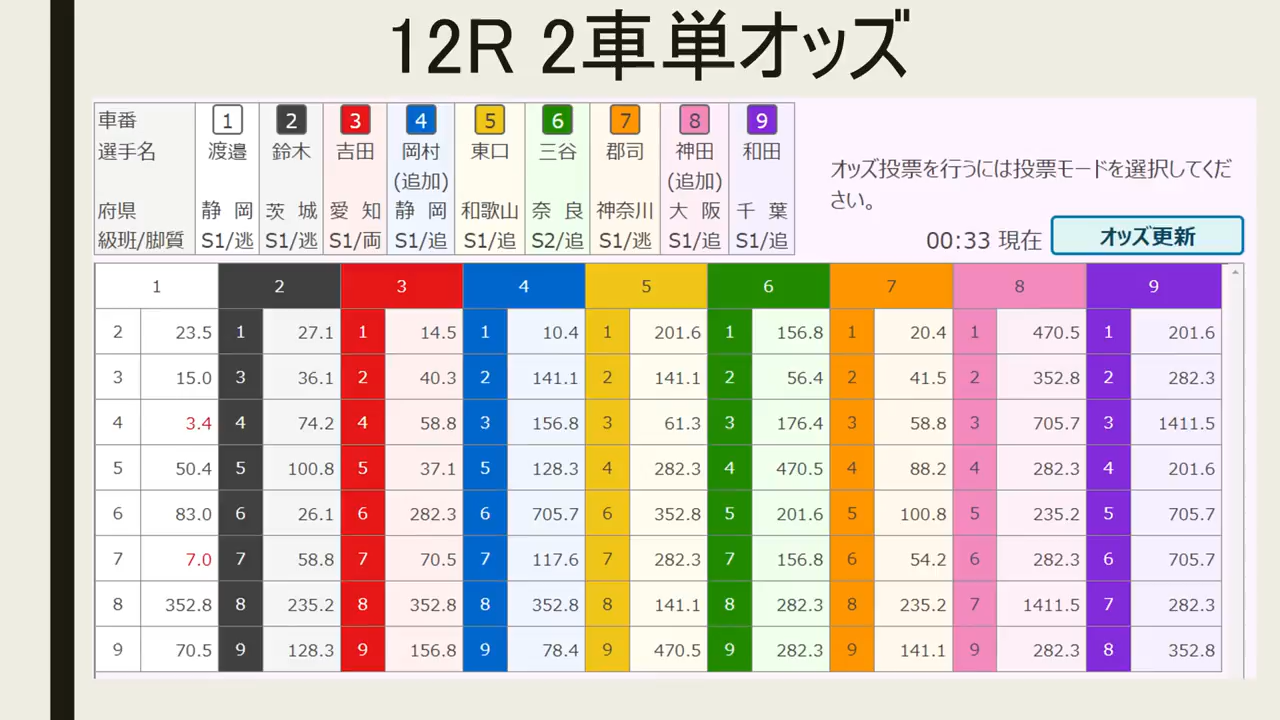 12R 2車単オッズ
車番 1 2 3 4 5 6 7 8 9
選手名 渡邉 鈴木 吉田 岡村 東口 三谷 郡司 神田 和田
(追加) (追加)
府県 静 岡 茨 城 愛 知 静 岡 和歌山 奈 良 神奈川 大 阪 千 葉
級班/脚質 S1/逃 S1/逃 S1/両 S1/追 S1/追 S2/追 S1/逃 S1/追 S1/追
オッズ投票を行うには投票モードを選択してくだ
さい。
00:33 現在 オッズ更新
1 2 3 4 5 6 7 8 9
2 23.5 1 27.1 1 14.5 1 10.4 1 201.6 1 156.8 1 20.4 1 470.5 1 201.6
3 15.0 3 36.1 2 40.3 2 141.1 2 141.1 2 56.4 2 41.5 2 352.8 2 282.3
4 3.4 4 74.2 4 58.8 3 156.8 3 61.3 3 176.4 3 58.8 3 705.7 3 1411.5
5 50.4 5 100.8 5 37.1 5 128.3 4 282.3 4 470.5 4 88.2 4 282.3 4 201.6
6 83.0 6 26.1 6 282.3 6 705.7 6 352.8 5 201.6 5 100.8 5 235.2 5 705.7
7 7.0 7 58.8 7 70.5 7 117.6 7 282.3 7 156.8 6 54.2 6 282.3 6 705.7
8 352.8 8 235.2 8 352.8 8 352.8 8 141.1 8 282.3 8 235.2 7 1411.5 7 282.3
9 70.5 9 128.3 9 156.8 9 78.4 9 470.5 9 282.3 9 141.1 9 282.3 8 352.8